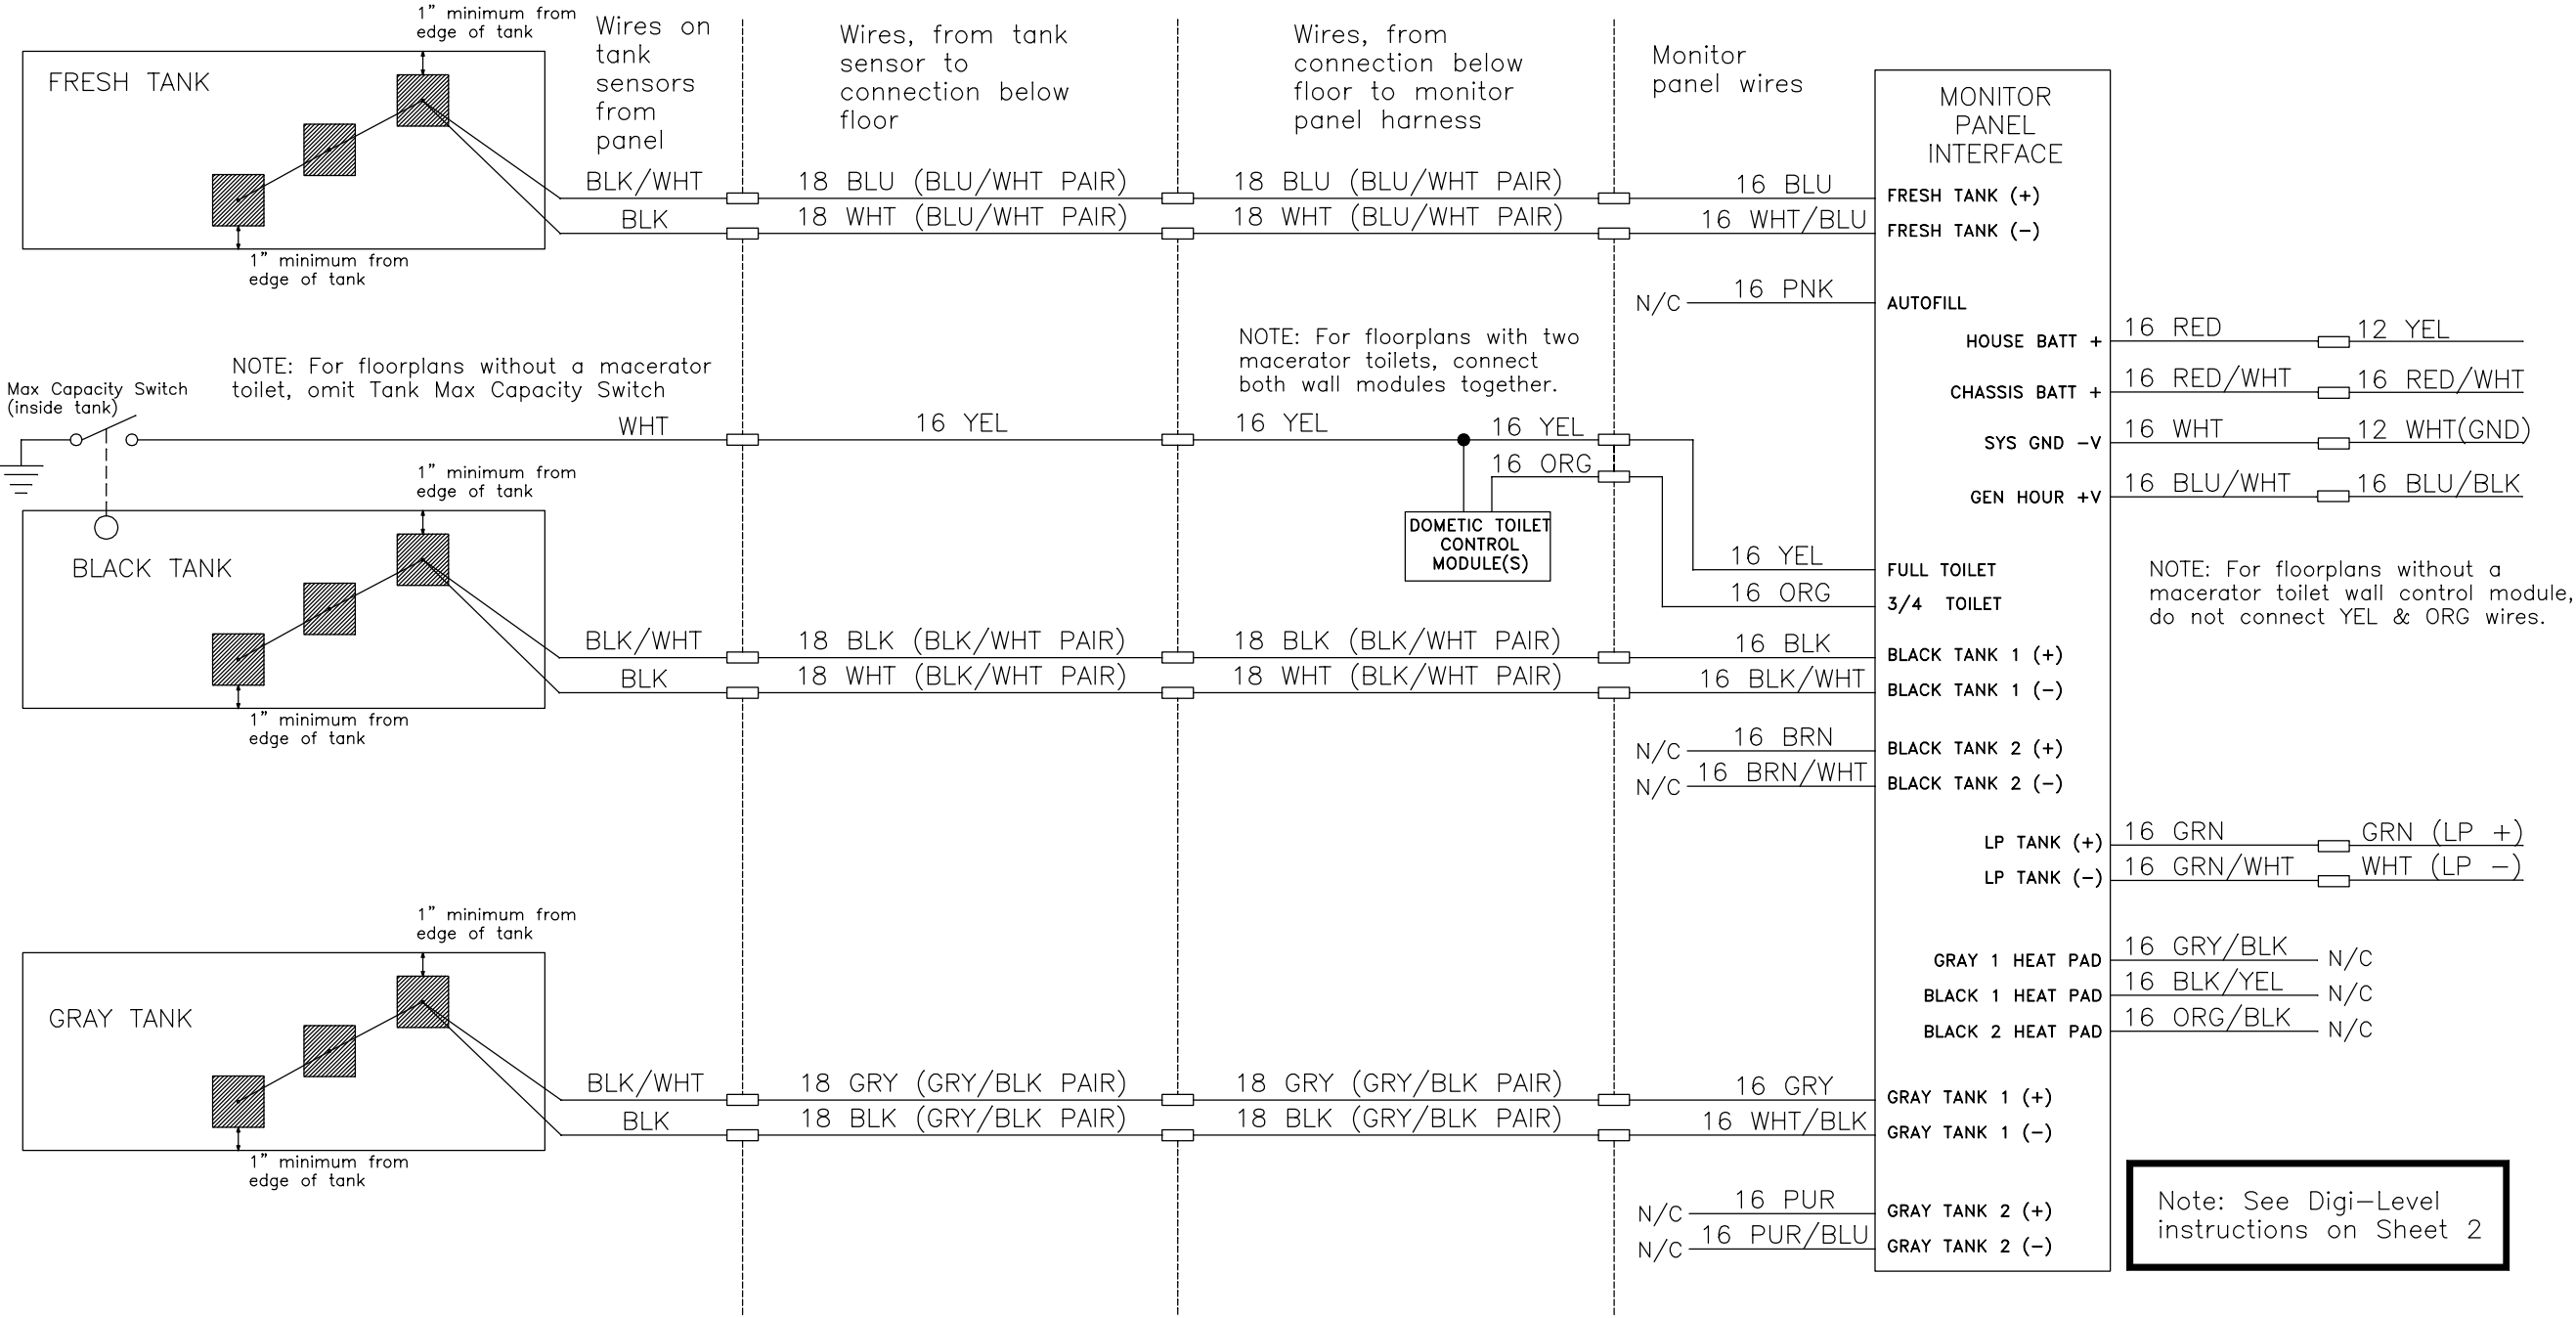 1" minimum from
edge of tank
FRESH TANK
1" minimum from
edge of tank
Wires on
tank
sensors
from
panel
Wires, from tank
sensor to
connection below
floor
Wires, from
connection below
floor to monitor
panel harness
Monitor
panel wires
MONITOR
PANEL
INTERFACE
BLK/WHT
18 BLU (BLU/WHT PAIR)
18 BLU (BLU/WHT PAIR)
16 BLU
FRESH TANK (+)
BLK
18 WHT (BLU/WHT PAIR)
18 WHT (BLU/WHT PAIR)
16 WHT/BLU
FRESH TANK (−)
N/C
16 PNK
AUTOFILL
HOUSE BATT +
16 RED
12 YEL
CHASSIS BATT +
16 RED/WHT
16 RED/WHT
SYS GND −V
16 WHT
12 WHT(GND)
GEN HOUR +V
16 BLU/WHT
16 BLU/BLK
NOTE: For floorplans without a macerator
toilet, omit Tank Max Capacity Switch
Max Capacity Switch
(inside tank)
NOTE: For floorplans with two
macerator toilets, connect
both wall modules together.
WHT
16 YEL
16 YEL
16 YEL
16 ORG
DOMETIC TOILET
CONTROL
MODULE(S)
16 YEL
FULL TOILET
16 ORG
3/4 TOILET
NOTE: For floorplans without a
macerator toilet wall control module,
do not connect YEL & ORG wires.
1" minimum from
edge of tank
BLACK TANK
1" minimum from
edge of tank
BLK/WHT
18 BLK (BLK/WHT PAIR)
18 BLK (BLK/WHT PAIR)
16 BLK
BLACK TANK 1 (+)
BLK
18 WHT (BLK/WHT PAIR)
18 WHT (BLK/WHT PAIR)
16 BLK/WHT
BLACK TANK 1 (−)
N/C
16 BRN
BLACK TANK 2 (+)
N/C
16 BRN/WHT
BLACK TANK 2 (−)
LP TANK (+)
16 GRN
GRN (LP +)
LP TANK (−)
16 GRN/WHT
WHT (LP −)
GRAY 1 HEAT PAD
16 GRY/BLK
N/C
BLACK 1 HEAT PAD
16 BLK/YEL
N/C
BLACK 2 HEAT PAD
16 ORG/BLK
N/C
1" minimum from
edge of tank
GRAY TANK
1" minimum from
edge of tank
BLK/WHT
18 GRY (GRY/BLK PAIR)
18 GRY (GRY/BLK PAIR)
16 GRY
GRAY TANK 1 (+)
BLK
18 BLK (GRY/BLK PAIR)
18 BLK (GRY/BLK PAIR)
16 WHT/BLK
GRAY TANK 1 (−)
N/C
16 PUR
GRAY TANK 2 (+)
N/C
16 PUR/BLU
GRAY TANK 2 (−)
Note: See Digi−Level
instructions on Sheet 2